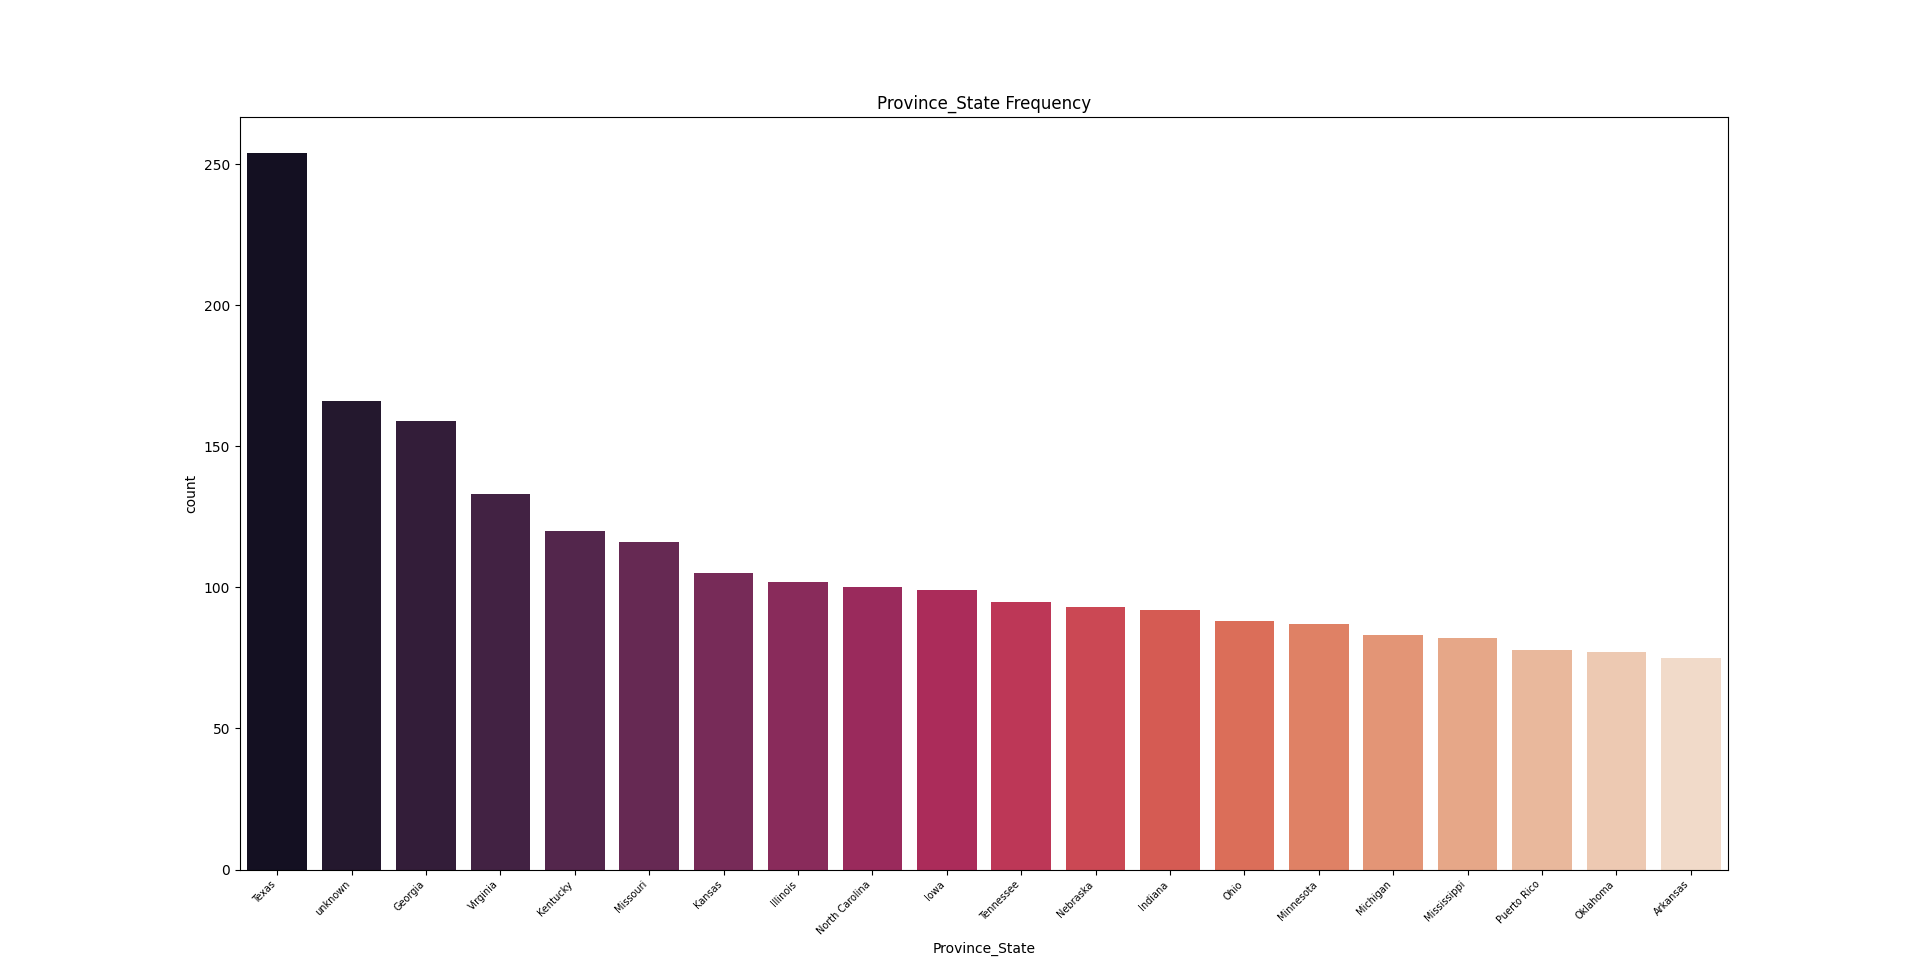 Province_State Frequency
250
200
150
100
50
0
count
Texas
unknown
Georgia
Virginia
Kentucky
Missouri
Kansas
Illinois
North Carolina
Iowa
Tennessee
Nebraska
Indiana
Ohio
Minnesota
Michigan
Mississippi
Puerto Rico
Oklahoma
Arkansas
Province_State